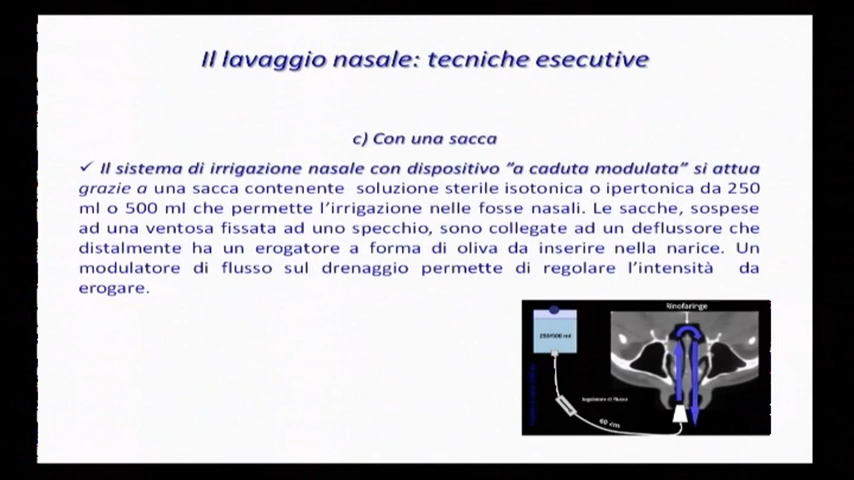 Il lavaggio nasale: tecniche esecutive
c) Con una sacca
✓ Il sistema di irrigazione nasale con dispositivo "a caduta modulata" si attua
grazie a una sacca contenente soluzione sterile isotonica o ipertonica da 250
ml o 500 ml che permette l'irrigazione nelle fosse nasali. Le sacche, sospese
ad una ventosa fissata ad uno specchio, sono collegate ad un deflussore che
distalmente ha un erogatore a forma di oliva da inserire nella narice. Un
modulatore di flusso sul drenaggio permette di regolare l'intensità da
erogare.
Rinofaringe
250/500 ml
Regolatore di flusso
60 cm